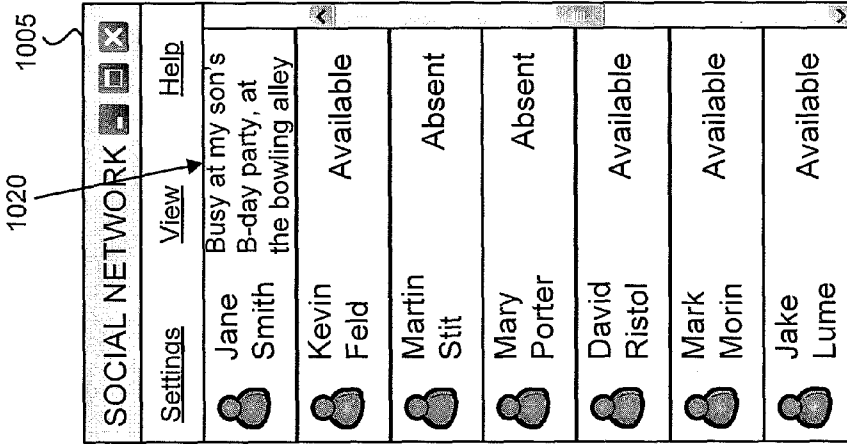 1005
1020
SOCIAL NETWORK
Settings View Help
Jane
Smith
Busy at my son's
B-day party, at
the bowling alley
Kevin
Feld
Available
Martin
Stit
Absent
Mary
Porter
Absent
David
Ristol
Available
Mark
Morin
Available
Jake
Lume
Available